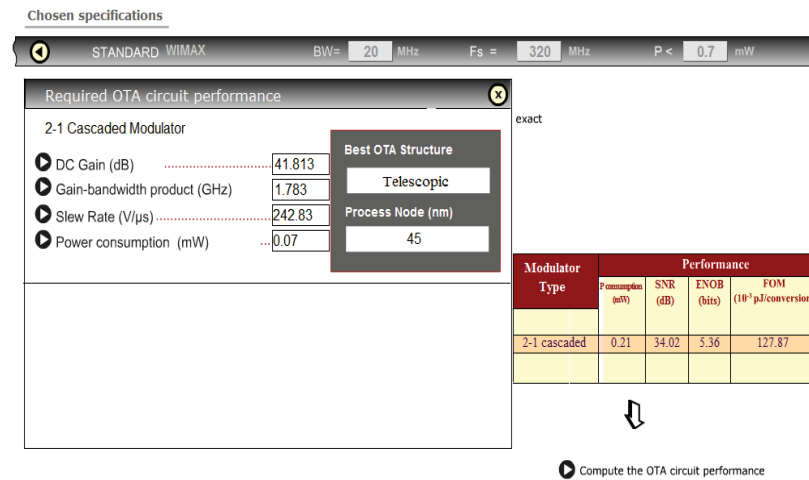 Chosen specifications
STANDARD WIMAX BW= 20 MHz Fs = 320 MHz P < 0.7 mW
Required OTA circuit performance x
exact
2-1 Cascaded Modulator
DC Gain (dB) ........................... 41.813
Gain-bandwidth product (GHz) 1.783
Slew Rate (V/µs) ............................. 242.83
Power consumption (mW) ... 0.07
Best OTA Structure
Telescopic
Process Node (nm)
45
Modulator Type
Performance
P consumption (mW)
SNR (dB)
ENOB (bits)
FOM (10-3 pJ/conversion
2-1 cascaded 0.21 34.02 5.36 127.87
Compute the OTA circuit performance